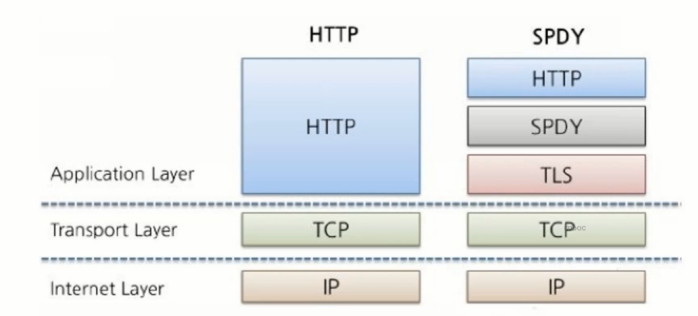 HTTP SPDY
HTTP
HTTP
SPDY
Application Layer
TLS
Transport Layer TCP TCP
Internet Layer IP IP